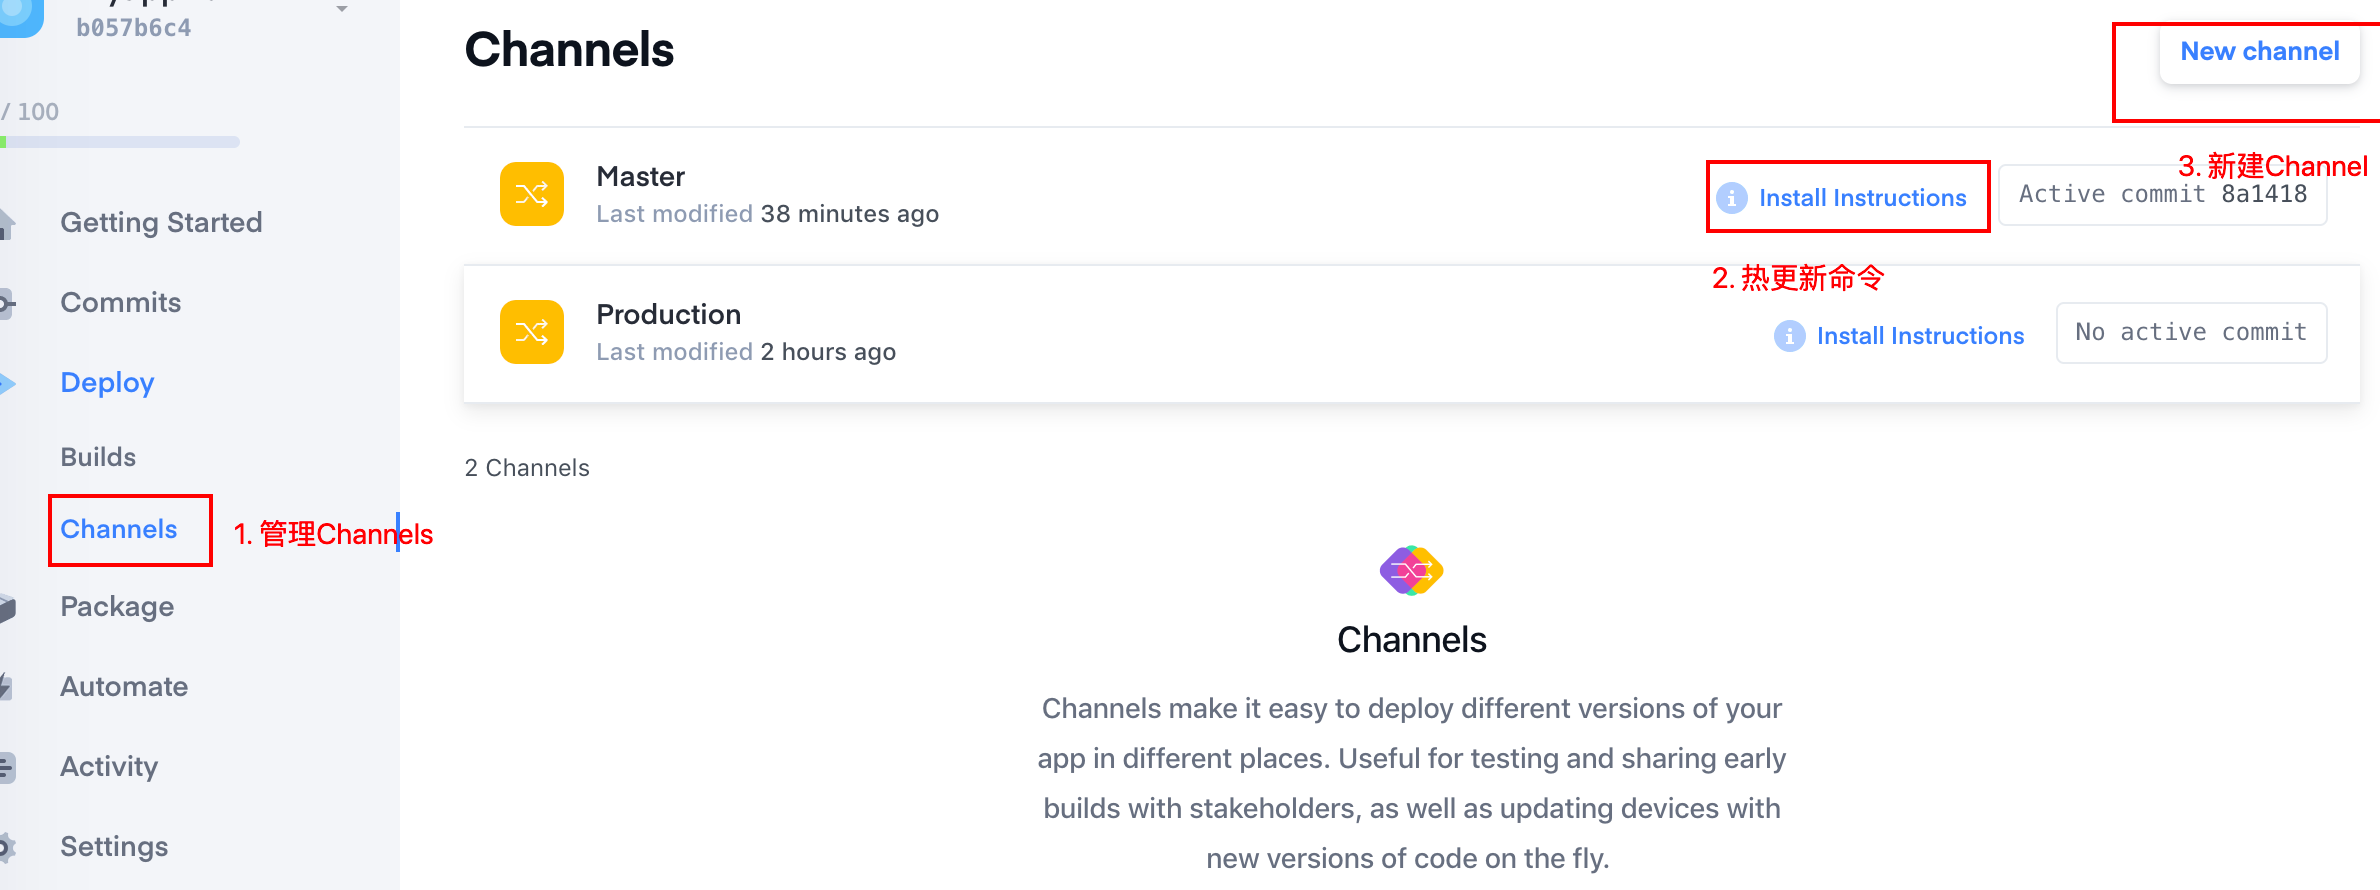 b057b6c4
/ 100
Getting Started
Commits
Deploy
Builds
Channels
1. 管理Channels
Package
Automate
Activity
Settings
Channels
New channel
3. 新建Channel
Master
Last modified 38 minutes ago
Install Instructions
Active commit 8a1418
2. 热更新命令
Production
Last modified 2 hours ago
Install Instructions
No active commit
2 Channels
Channels
Channels make it easy to deploy different versions of your
app in different places. Useful for testing and sharing early
builds with stakeholders, as well as updating devices with
new versions of code on the fly.